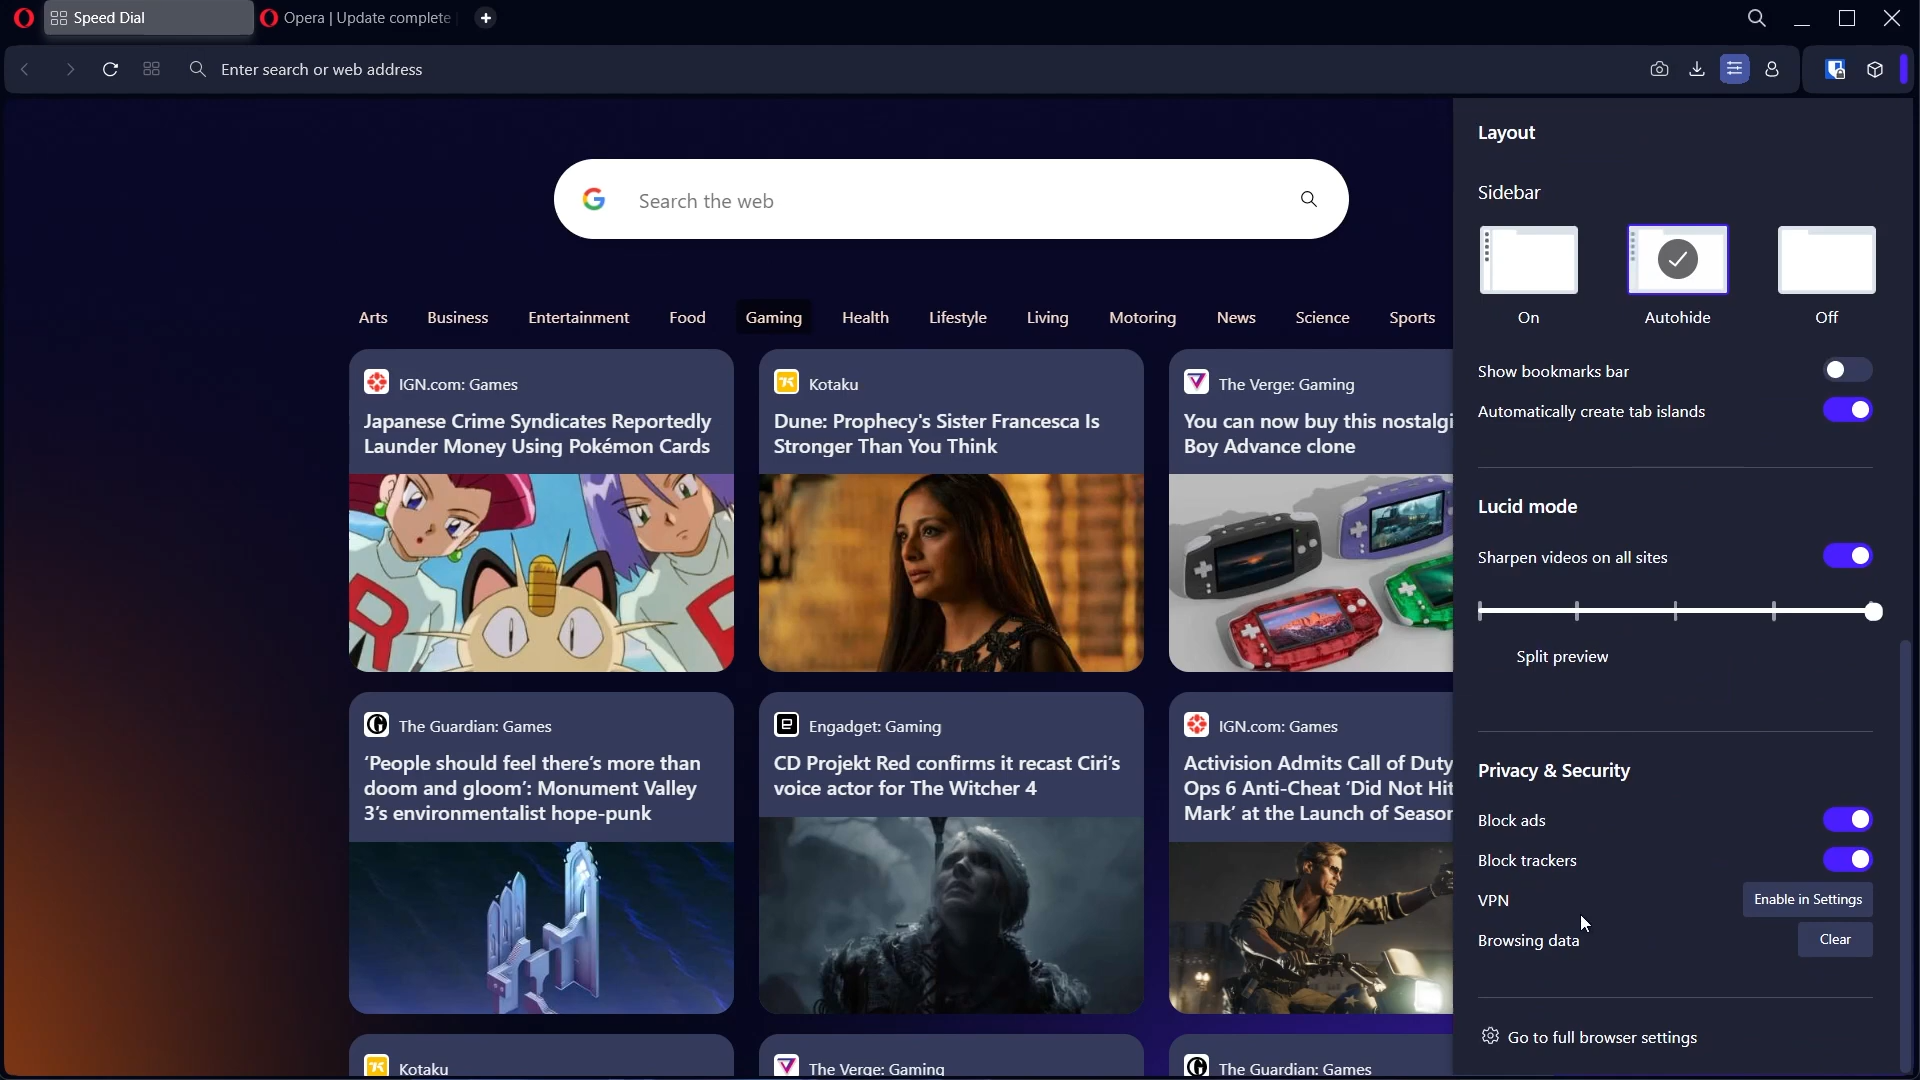 Speed Dial
Opera | Update complete
Enter search or web address
Search the web
Arts Business Entertainment Food Gaming Health Lifestyle Living Motoring News Science Sports
IGN.com: Games
Japanese Crime Syndicates Reportedly
Launder Money Using Pokémon Cards
Kotaku
Dune: Prophecy's Sister Francesca Is
Stronger Than You Think
The Verge: Gaming
You can now buy this nostalgi
Boy Advance clone
The Guardian: Games
‘People should feel there’s more than
doom and gloom’: Monument Valley
3’s environmentalist hope-punk
Engadget: Gaming
CD Projekt Red confirms it recast Ciri’s
voice actor for The Witcher 4
IGN.com: Games
Activision Admits Call of Duty
Ops 6 Anti-Cheat ‘Did Not Hit
Mark’ at the Launch of Season
Kotaku
The Verge: Gaming
The Guardian: Games
Layout
Sidebar
On Autohide Off
Show bookmarks bar
Automatically create tab islands
Lucid mode
Sharpen videos on all sites
Split preview
Privacy & Security
Block ads
Block trackers
VPN Enable in Settings
Browsing data Clear
Go to full browser settings